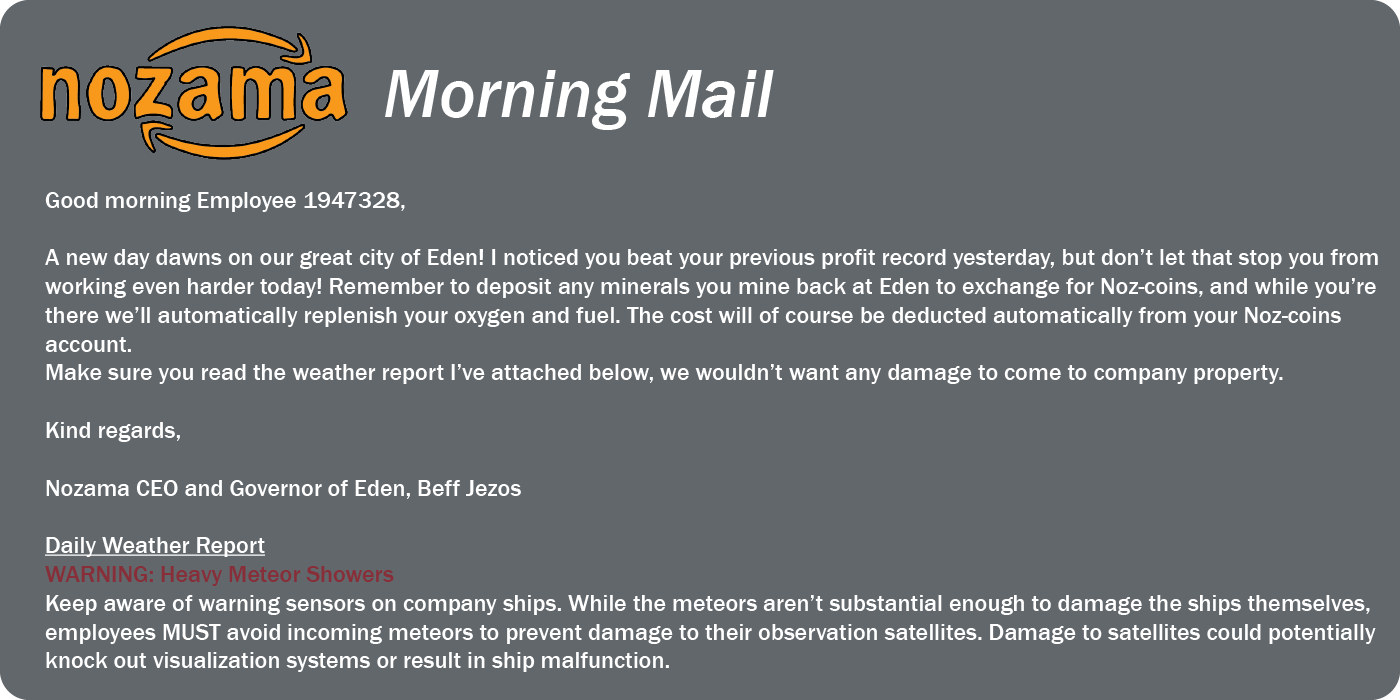 nozama
Morning Mail
Good morning Employee 1947328,
A new day dawns on our great city of Eden! I noticed you beat your previous profit record yesterday, but don’t let that stop you from
working even harder today! Remember to deposit any minerals you mine back at Eden to exchange for Noz-coins, and while you’re
there we’ll automatically replenish your oxygen and fuel. The cost will of course be deducted automatically from your Noz-coins
account.
Make sure you read the weather report I’ve attached below, we wouldn’t want any damage to come to company property.
Kind regards,
Nozama CEO and Governor of Eden, Beff Jezos
Daily Weather Report
WARNING: Heavy Meteor Showers
Keep aware of warning sensors on company ships. While the meteors aren’t substantial enough to damage the ships themselves,
employees MUST avoid incoming meteors to prevent damage to their observation satellites. Damage to satellites could potentially
knock out visualization systems or result in ship malfunction.